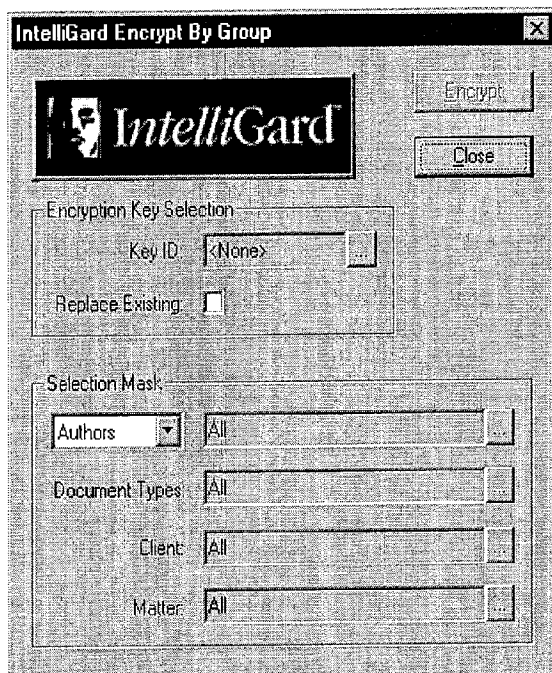 IntelliGard Encrypt By Group
IntelliGard™
Encrypt
Close
Encryption Key Selection
Key ID: <None> ...
Replace Existing:
Selection Mask
Authors All ...
Document Types: All ...
Client: All ...
Matter: All ...